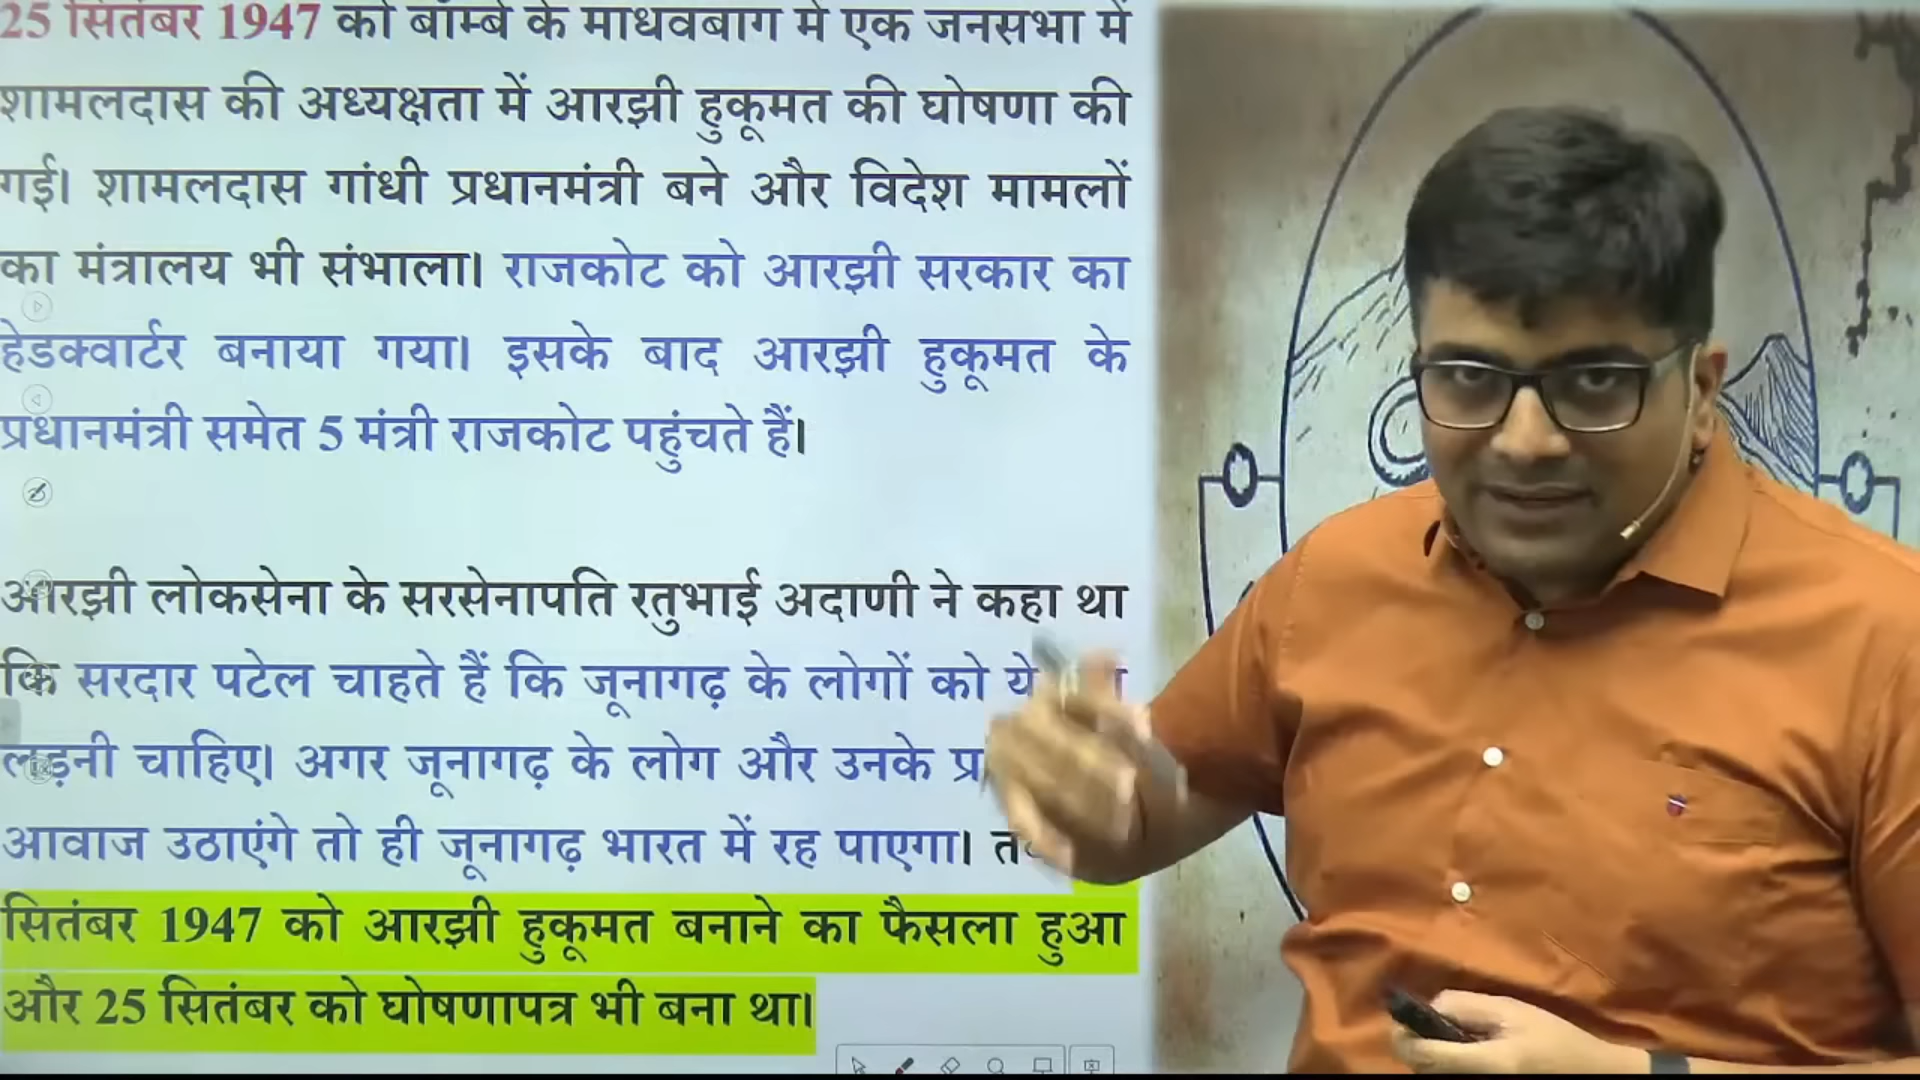 25 सितंबर 1947 को बॉम्बे के माधवबाग में एक जनसभा में
शामलदास की अध्यक्षता में आरझी हुकूमत की घोषणा की
गई। शामलदास गांधी प्रधानमंत्री बने और विदेश मामलों
का मंत्रालय भी संभाला। राजकोट को आरझी सरकार का
हेडक्वार्टर बनाया गया। इसके बाद आरझी हुकूमत के
प्रधानमंत्री समेत 5 मंत्री राजकोट पहुंचते हैं।
आरझी लोकसेना के सरसेनापति रतुभाई अदाणी ने कहा था
कि सरदार पटेल चाहते हैं कि जूनागढ़ के लोगों को ये
लड़नी चाहिए। अगर जूनागढ़ के लोग और उनके
आवाज उठाएंगे तो ही जूनागढ़ भारत में रह पाएगा।
सितंबर 1947 को आरझी हुकूमत बनाने का फैसला हुआ
और 25 सितंबर को घोषणापत्र भी बना था।